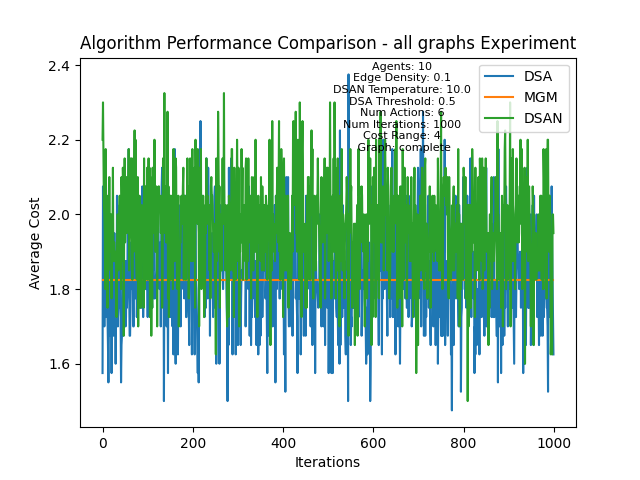 Algorithm Performance Comparison - all graphs Experiment
Agents: 10
Edge Density: 0.1
DSAN Temperature: 10.0
DSA Threshold: 0.5
Num Actions: 6
Num Iterations: 1000
Cost Range: 4
Graph: complete
DSA
MGM
DSAN
2.4
2.2
2.0
1.8
1.6
Average Cost
0
200
400
600
800
1000
Iterations